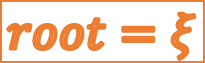 root = ξ